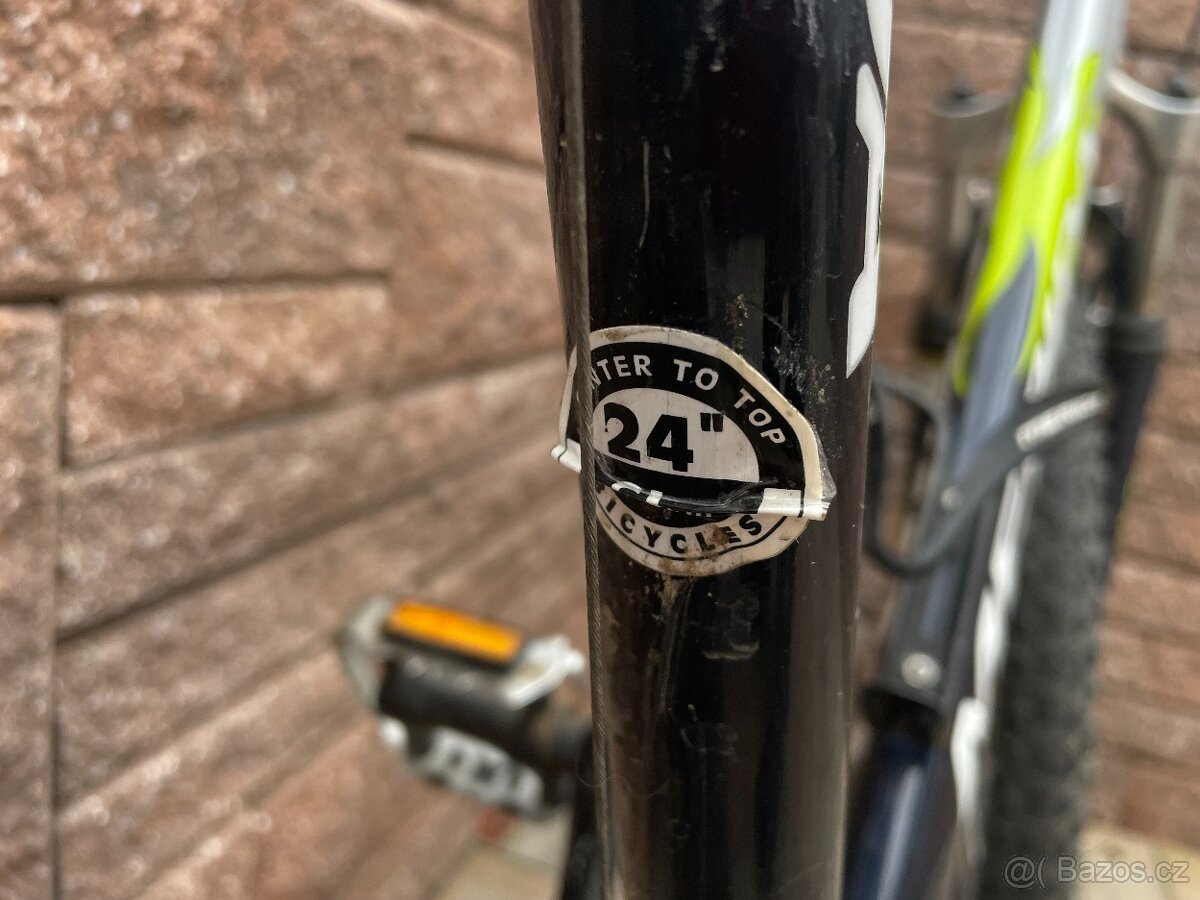 NTER TO TOP
24"
ICYCLES
@( Bazos.cz